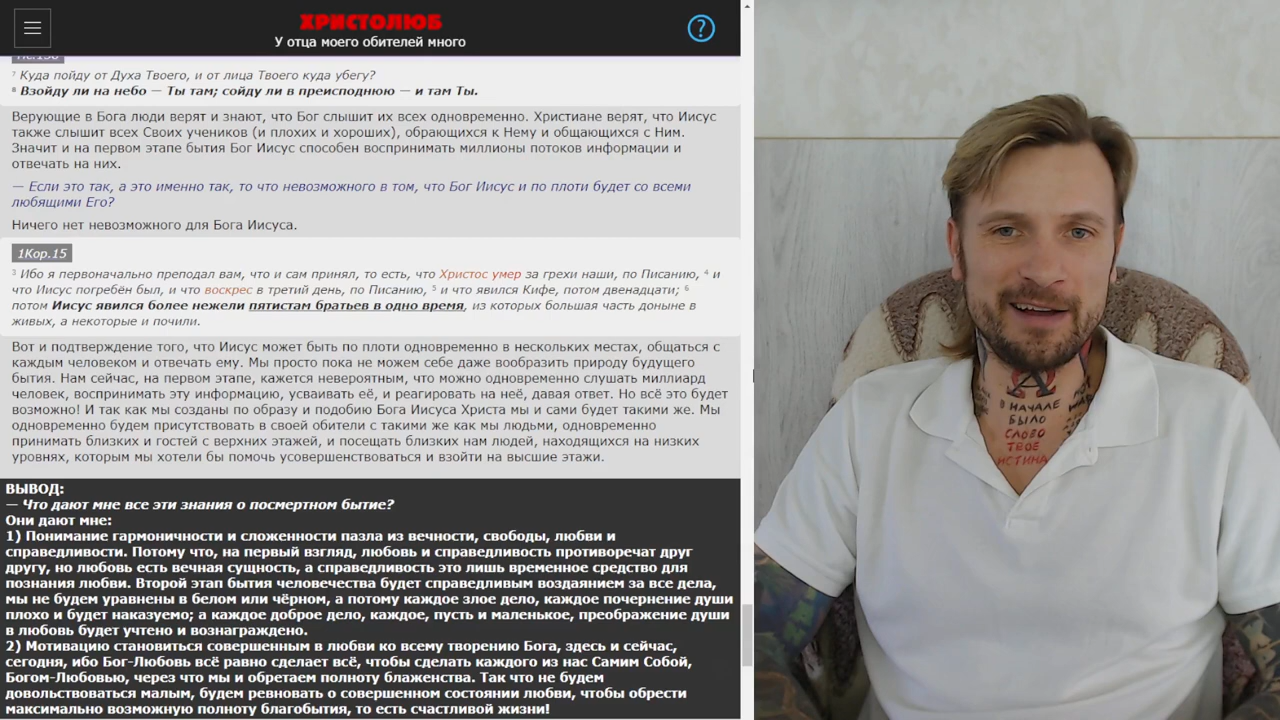 ХРИСТОЛЮБ
У отца моего обителей много
?
⁷ Куда пойду от Духа Твоего, и от лица Твоего куда убегу?
⁸ Взойду ли на небо — Ты там; сойду ли в преисподнюю — и там Ты.
Верующие в Бога люди верят и знают, что Бог слышит их всех одновременно. Христиане верят, что Иисус
также слышит всех Своих учеников (и плохих и хороших), обрающихся к Нему и общающихся с Ним.
Значит и на первом этапе бытия Бог Иисус способен воспринимать миллионы потоков информации и
отвечать на них.
— Если это так, а это именно так, то что невозможного в том, что Бог Иисус и по плоти будет со всеми
любящими Его?
Ничего нет невозможного для Бога Иисуса.
1Кор.15
³ Ибо я первоначально преподал вам, что и сам принял, то есть, что Христос умер за грехи наши, по Писанию, ⁴ и
что Иисус погребён был, и что воскрес в третий день, по Писанию, ⁵ и что явился Кифе, потом двенадцати; ⁶
потом Иисус явился более нежели пятистам братьев в одно время, из которых большая часть доныне в
живых, а некоторые и почили.
Вот и подтверждение того, что Иисус может быть по плоти одновременно в нескольких местах, общаться с
каждым человеком и отвечать ему. Мы просто пока не можем себе даже вообразить природу будущего
бытия. Нам сейчас, на первом этапе, кажется невероятным, что можно одновременно слушать миллиард
человек, воспринимать эту информацию, усваивать её, и реагировать на неё, давая ответ. Но всё это будет
возможно! И так как мы созданы по образу и подобию Бога Иисуса Христа мы и сами будет такими же. Мы
одновременно будем присутствовать в своей обители с такими же как мы людьми, одновременно
принимать близких и гостей с верхних этажей, и посещать близких нам людей, находящихся на низких
уровнях, которым мы хотели бы помочь усовершенствоваться и взойти на высшие этажи.
ВЫВОД:
— Что дают мне все эти знания о посмертном бытие?
Они дают мне:
1) Понимание гармоничности и сложенности пазла из вечности, свободы, любви и
справедливости. Потому что, на первый взгляд, любовь и справедливость противоречат друг
другу, но любовь есть вечная сущность, а справедливость это лишь временное средство для
познания любви. Второй этап бытия человечества будет справедливым воздаянием за все дела,
мы не будем уравнены в белом или чёрном, а потому каждое злое дело, каждое почернение души
плохо и будет наказуемо; а каждое доброе дело, каждое, пусть и маленькое, преображение души
в любовь будет учтено и вознаграждено.
2) Мотивацию становиться совершенным в любви ко всему творению Бога, здесь и сейчас,
сегодня, ибо Бог-Любовь всё равно сделает всё, чтобы сделать каждого из нас Самим Собой,
Богом-Любовью, через что мы и обретаем полноту блаженства. Так что не будем
довольствоваться малым, будем ревновать о совершенном состоянии любви, чтобы обрести
максимально возможную полноту благобытия, то есть счастливой жизни!
В НАЧАЛЕ
БЫЛО
СЛОВО
ТВОЕ
ИСТИНА